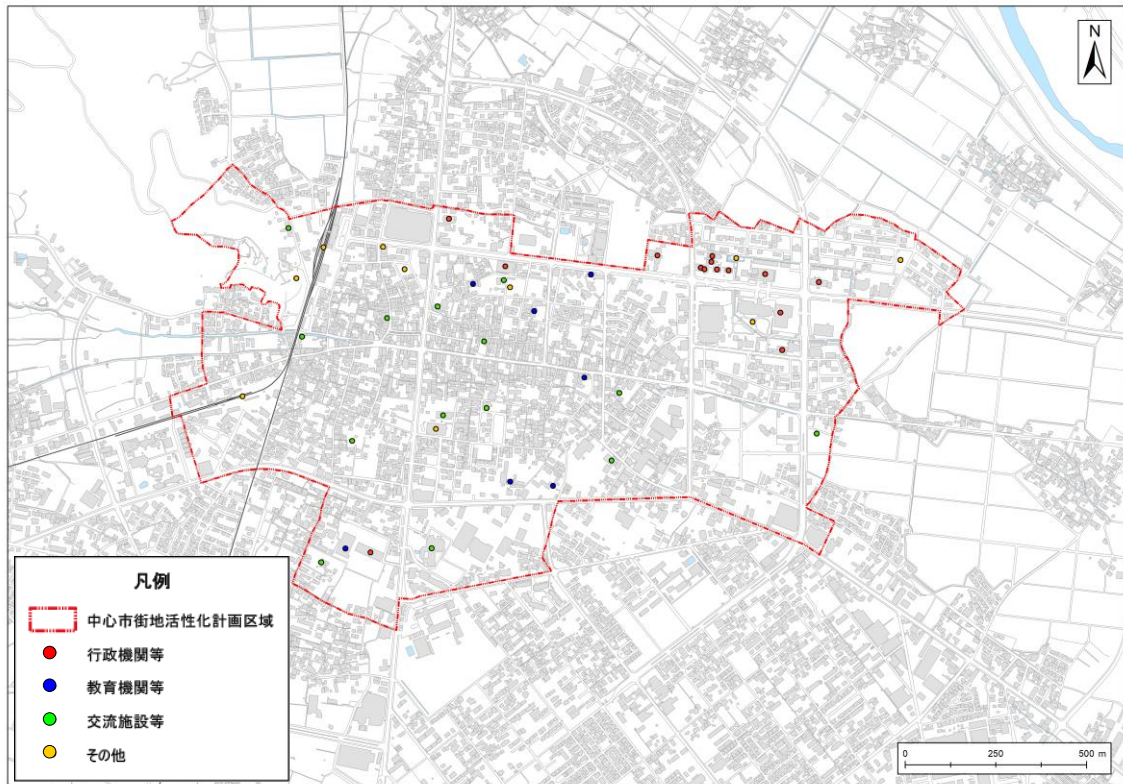 N
凡例
中心市街地活性化計画区域
行政機関等
教育機関等
交流施設等
その他
0 250 500 m